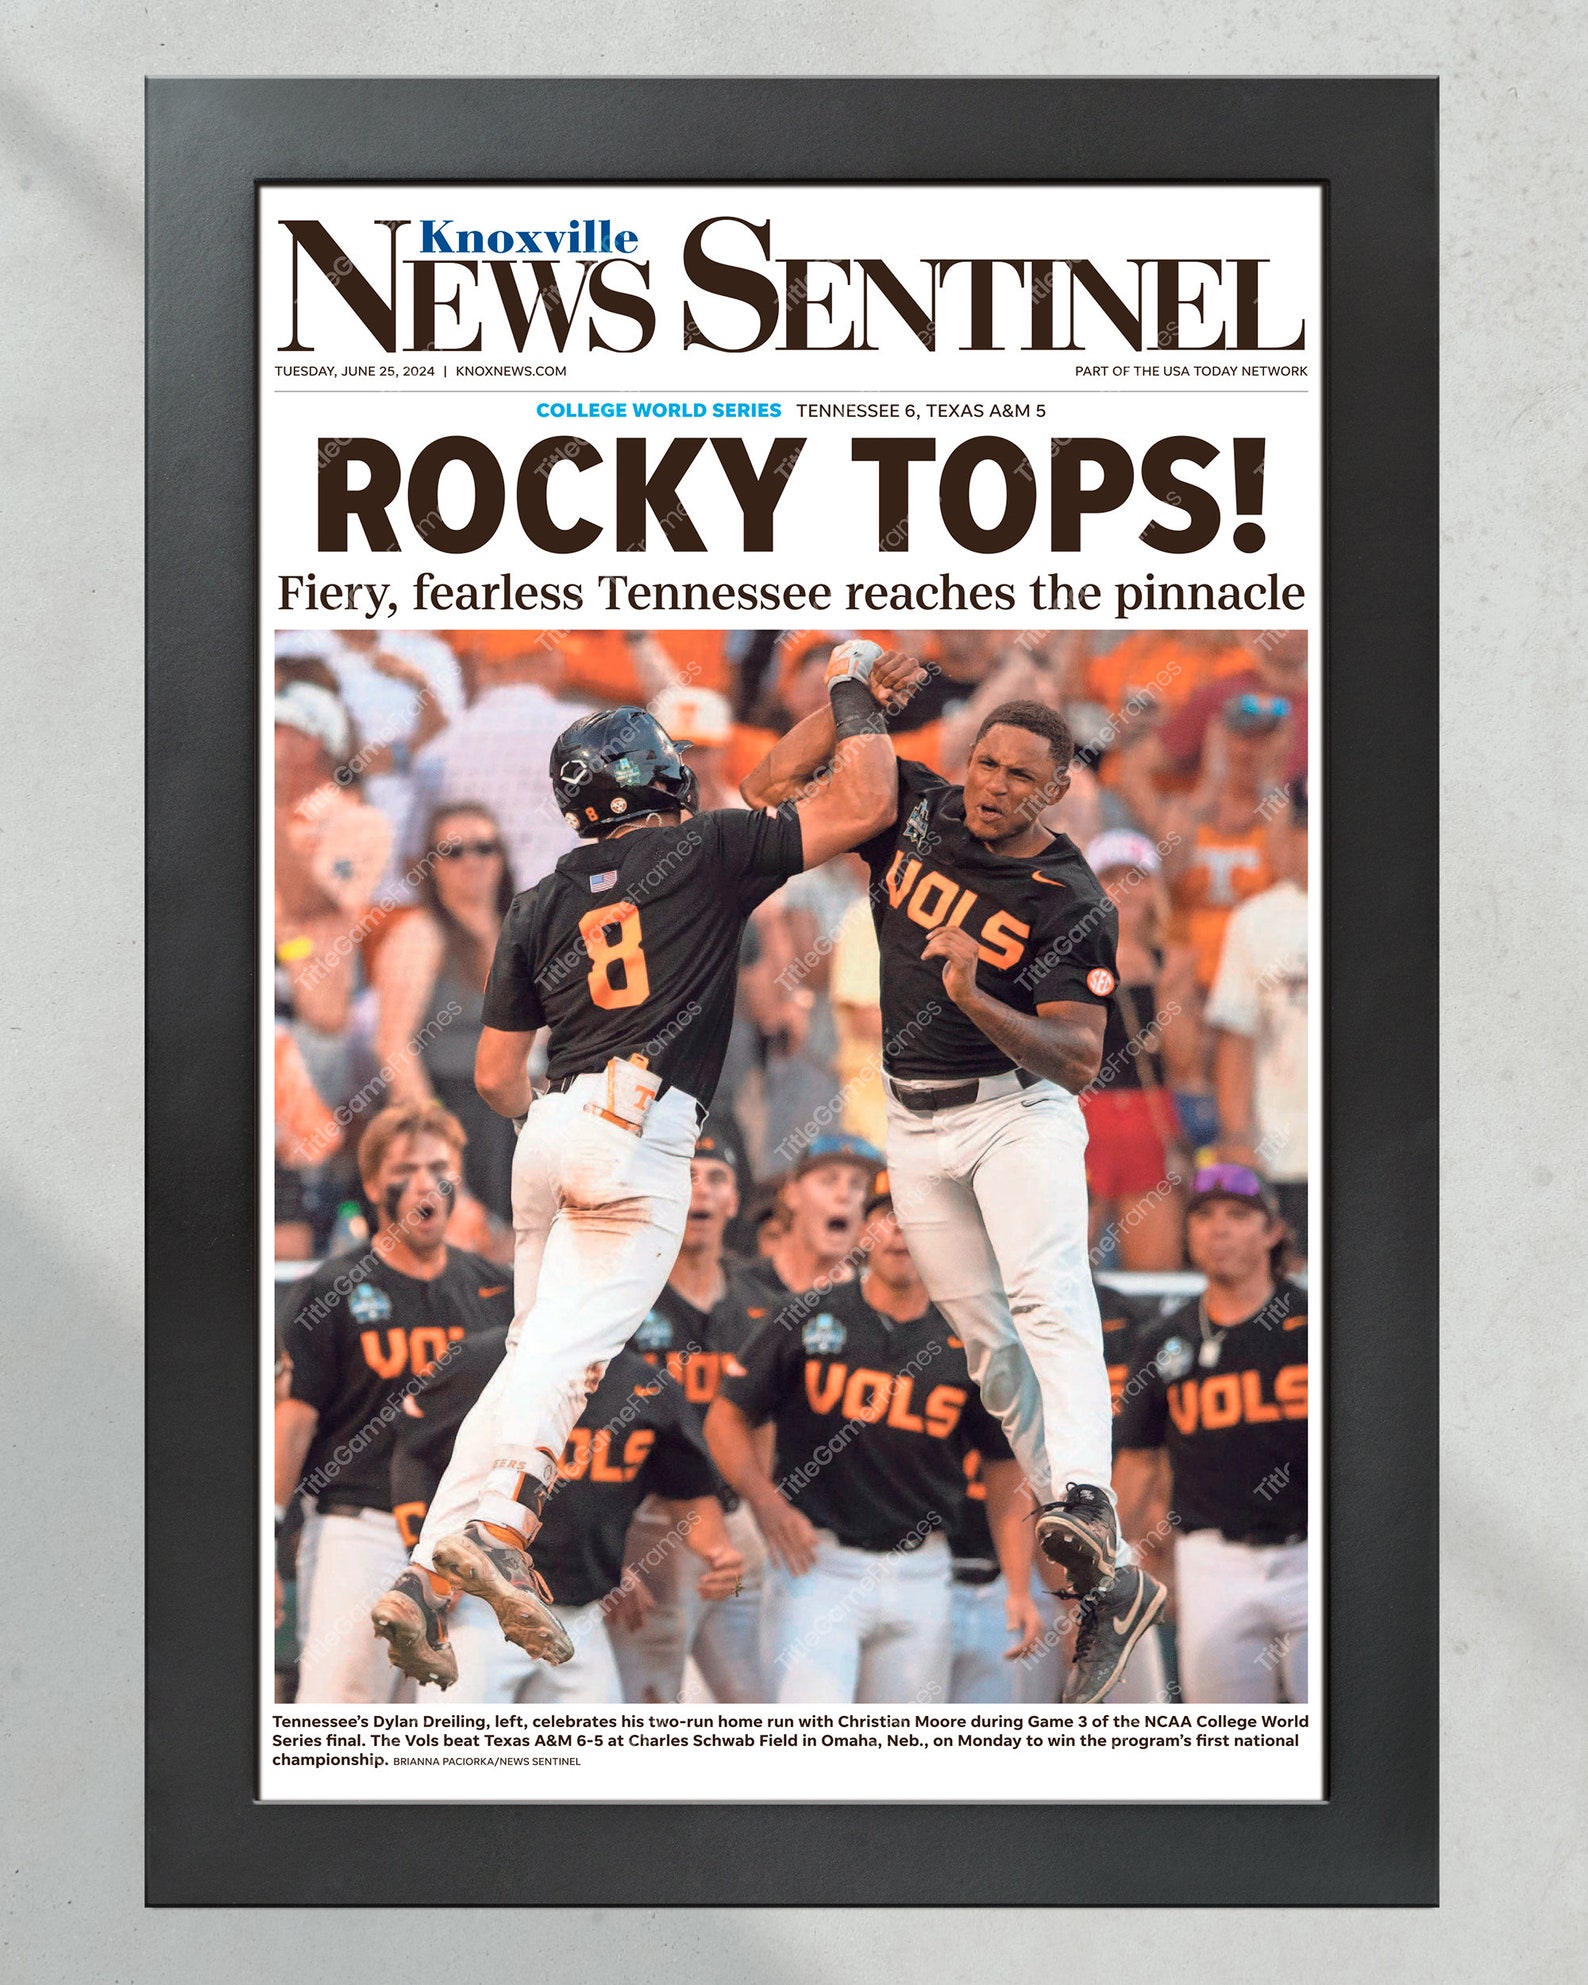 Knoxville
NEWS SENTINEL
TUESDAY, JUNE 25, 2024 | KNOXNEWS.COM
PART OF THE USA TODAY NETWORK
COLLEGE WORLD SERIES TENNESSEE 6, TEXAS A&M 5
ROCKY TOPS!
Fiery, fearless Tennessee reaches the pinnacle
8
8
VOLS
SEC
T
VOLS
VOLS
VOLS
TitleGameFrames
Tennessee's Dylan Dreiling, left, celebrates his two-run home run with Christian Moore during Game 3 of the NCAA College World
Series final. The Vols beat Texas A&M 6-5 at Charles Schwab Field in Omaha, Neb., on Monday to win the program's first national
championship. BRIANNA PACIORKA/NEWS SENTINEL